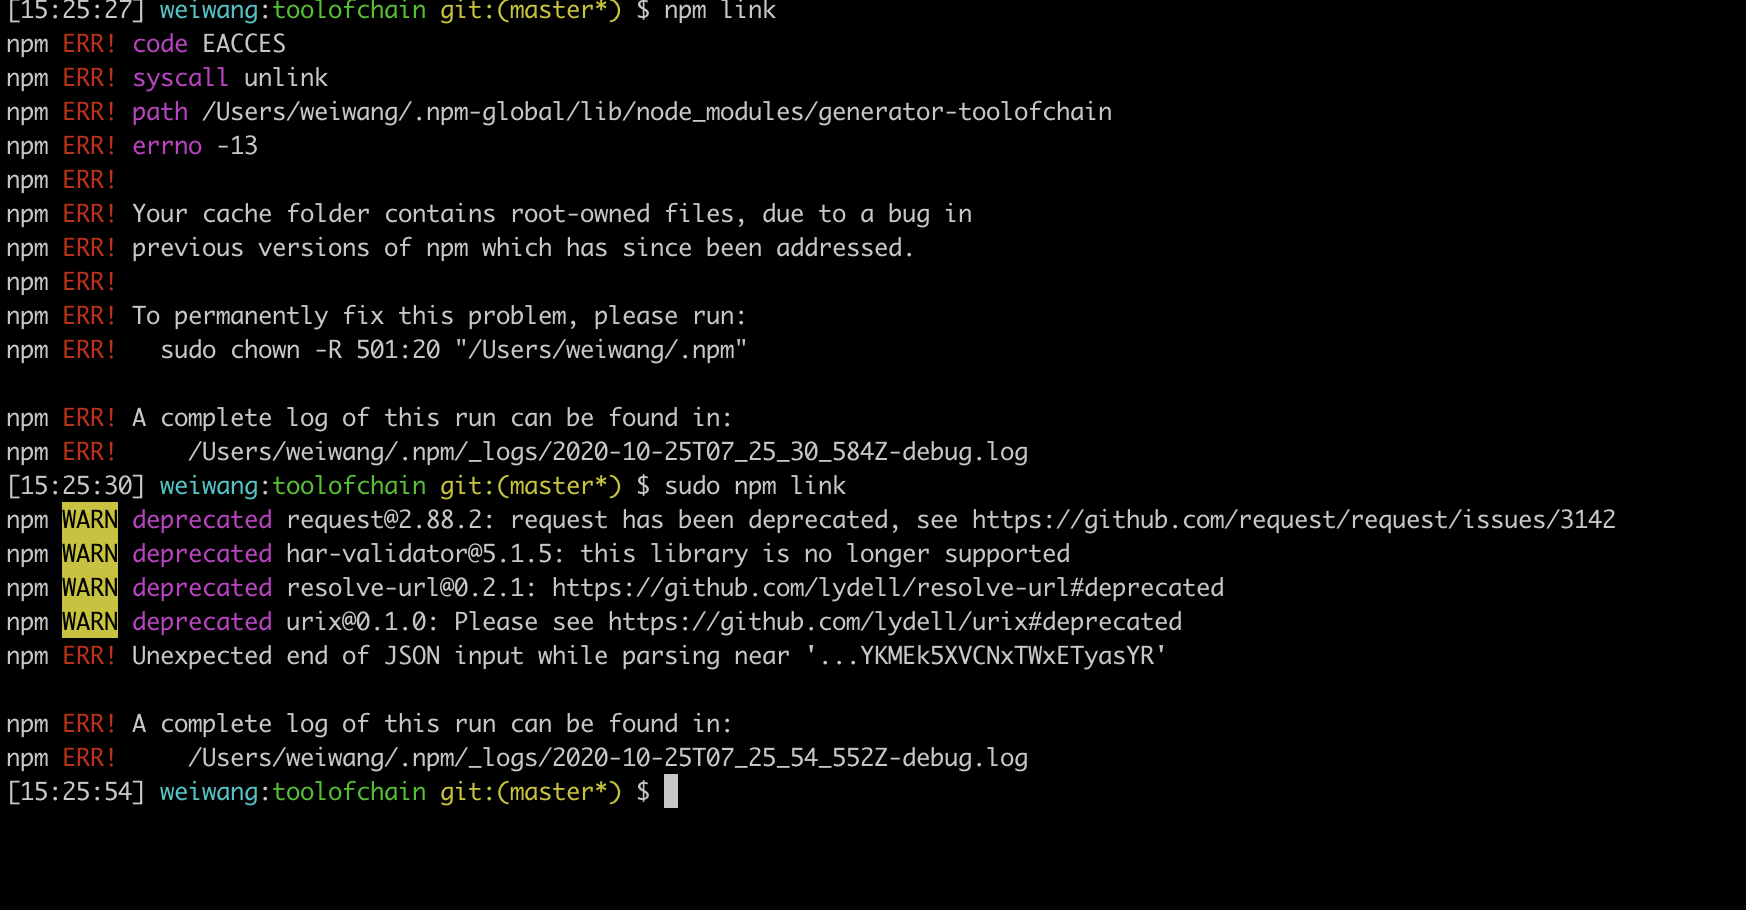 [15:25:27] weiwang:toolofchain git:(master*) $ npm link
npm ERR! code EACCES
npm ERR! syscall unlink
npm ERR! path /Users/weiwang/.npm-global/lib/node_modules/generator-toolofchain
npm ERR! errno -13
npm ERR!
npm ERR! Your cache folder contains root-owned files, due to a bug in
npm ERR! previous versions of npm which has since been addressed.
npm ERR!
npm ERR! To permanently fix this problem, please run:
npm ERR!   sudo chown -R 501:20 "/Users/weiwang/.npm"
npm ERR! A complete log of this run can be found in:
npm ERR!     /Users/weiwang/.npm/_logs/2020-10-25T07_25_30_584Z-debug.log
[15:25:30] weiwang:toolofchain git:(master*) $ sudo npm link
npm WARN deprecated request@2.88.2: request has been deprecated, see https://github.com/request/request/issues/3142
npm WARN deprecated har-validator@5.1.5: this library is no longer supported
npm WARN deprecated resolve-url@0.2.1: https://github.com/lydell/resolve-url#deprecated
npm WARN deprecated urix@0.1.0: Please see https://github.com/lydell/urix#deprecated
npm ERR! Unexpected end of JSON input while parsing near '...YKMEk5XVCNxTWxETyasYR'
npm ERR! A complete log of this run can be found in:
npm ERR!     /Users/weiwang/.npm/_logs/2020-10-25T07_25_54_552Z-debug.log
[15:25:54] weiwang:toolofchain git:(master*) $